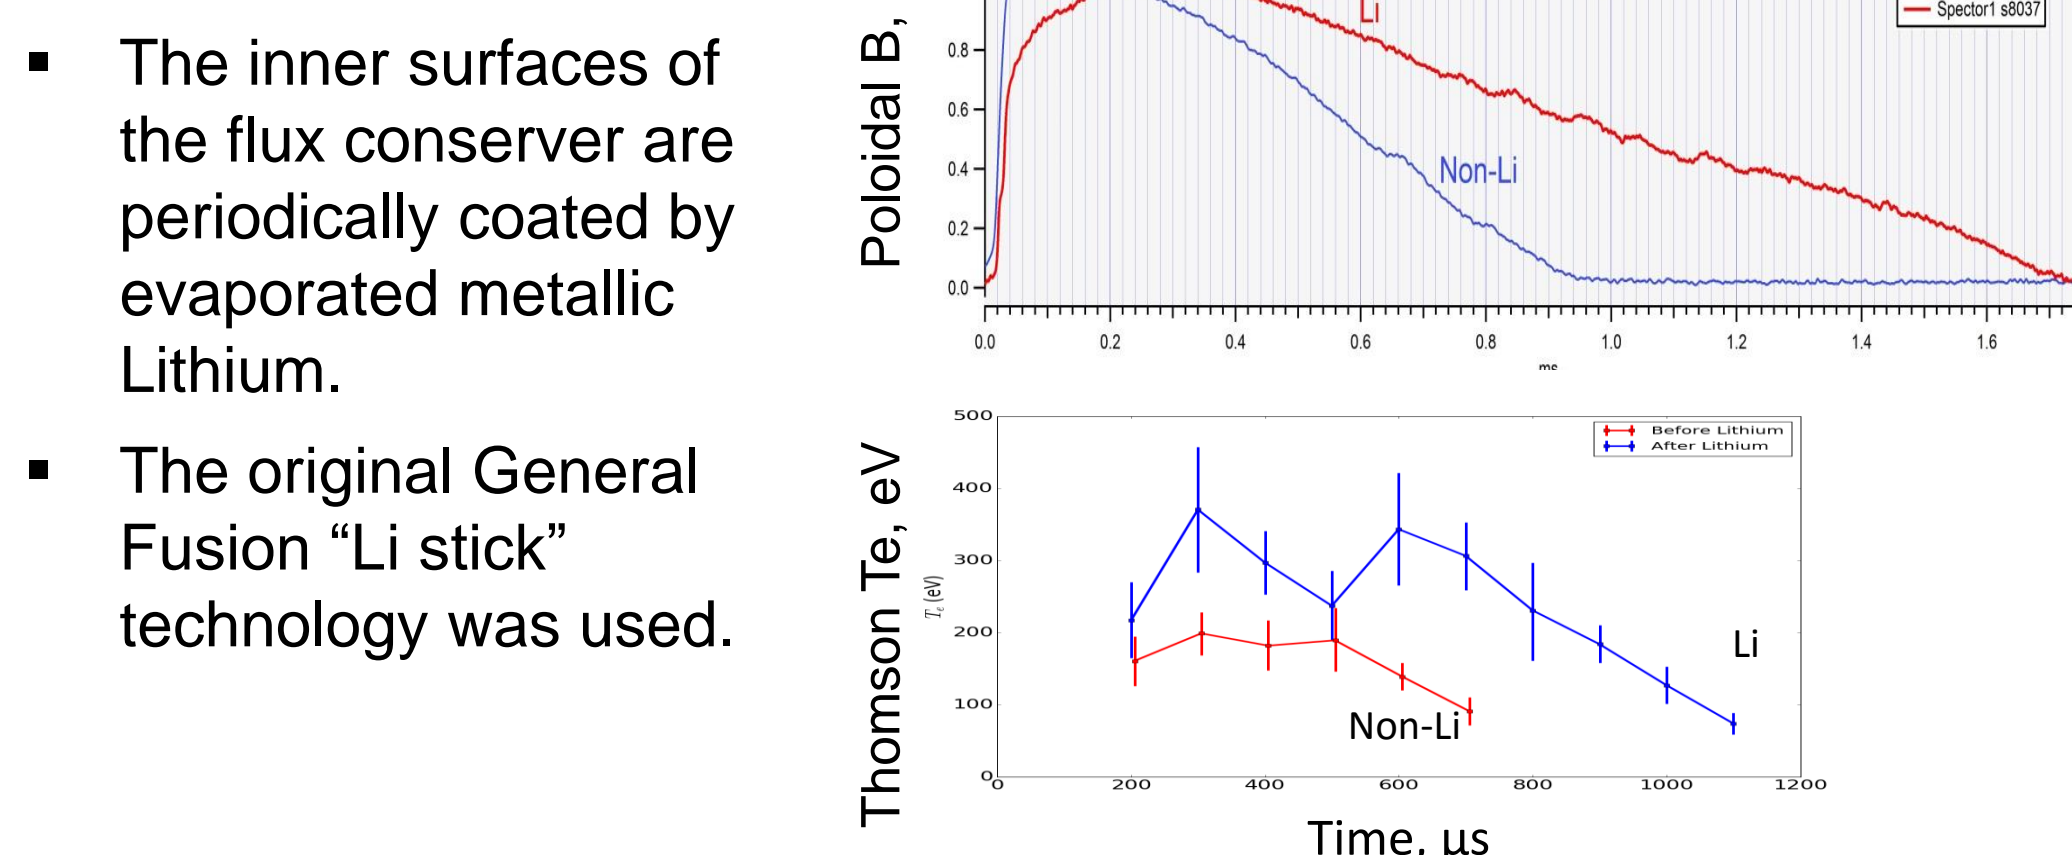 ▪ The inner surfaces of
the flux conserver are
periodically coated by
evaporated metallic
Lithium.
▪ The original General
Fusion “Li stick”
technology was used.
Poloidal B,
Li
Spector1 s8037
0.8
0.6
Non-Li
0.4
0.2
0.0
0.0 0.2 0.4 0.6 0.8 1.0 1.2 1.4 1.6
ms
Thomson Te, eV
Te (eV)
500
Before Lithium
After Lithium
400
300
200
Li
100
Non-Li
0
0 200 400 600 800 1000 1200
Time, µs